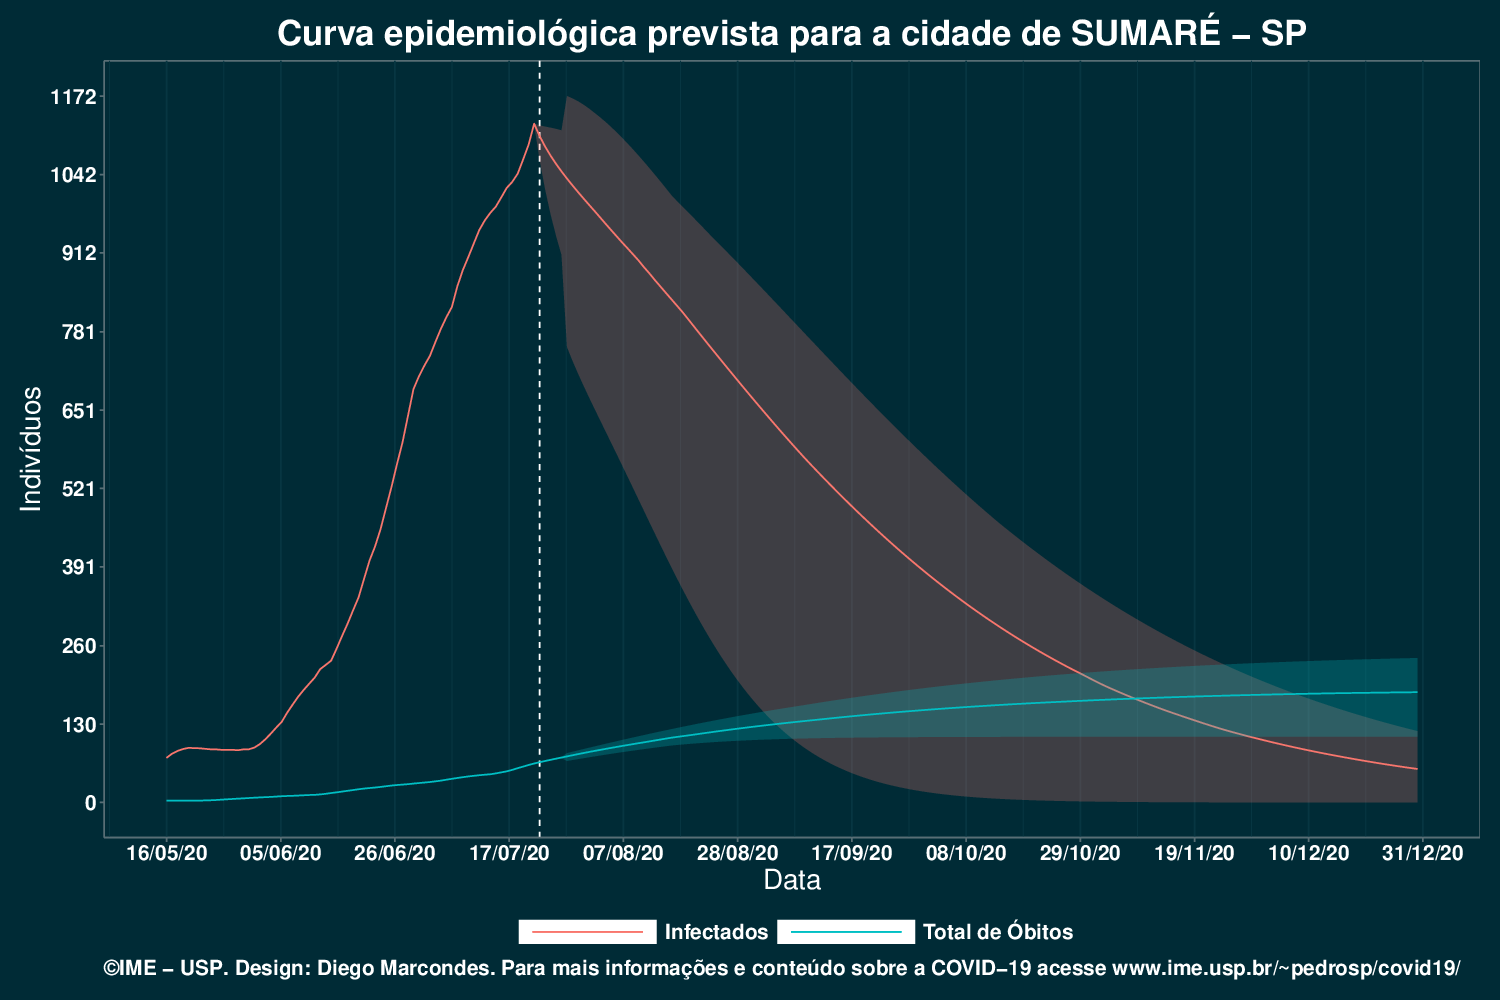 Curva epidemiológica prevista para a cidade de SUMARÉ – SP
1172
1042
912
781
651
521
391
260
130
0
Indivíduos
16/05/20 05/06/20 26/06/20 17/07/20 07/08/20 28/08/20 17/09/20 08/10/20 29/10/20 19/11/20 10/12/20 31/12/20
Data
Infectados Total de Óbitos
©IME – USP. Design: Diego Marcondes. Para mais informações e conteúdo sobre a COVID–19 acesse www.ime.usp.br/~pedrosp/covid19/